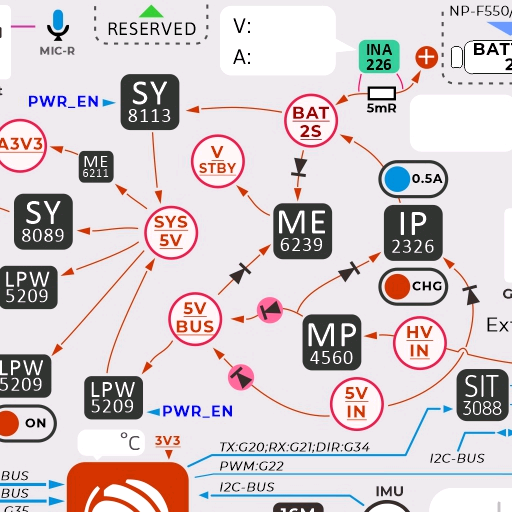 NP-F550/
V:
A:
RESERVED
MIC-R
INA
226
BAT
2
5mR
PWR_EN
SY
8113
BAT
2S
A3V3
ME
6211
V
STBY
0.5A
SY
8089
SYS
5V
ME
6239
IP
2326
LPW
5209
CHG
5V
BUS
MP
4560
HV
IN
Ext
LPW
5209
LPW
5209
5V
IN
SIT
3088
PWR_EN
ON
°C
3V3
TX:G20;RX:G21;DIR:G34
PWM:G22
I2C-BUS
I2C-BUS
BUS
BUS
G35
IMU